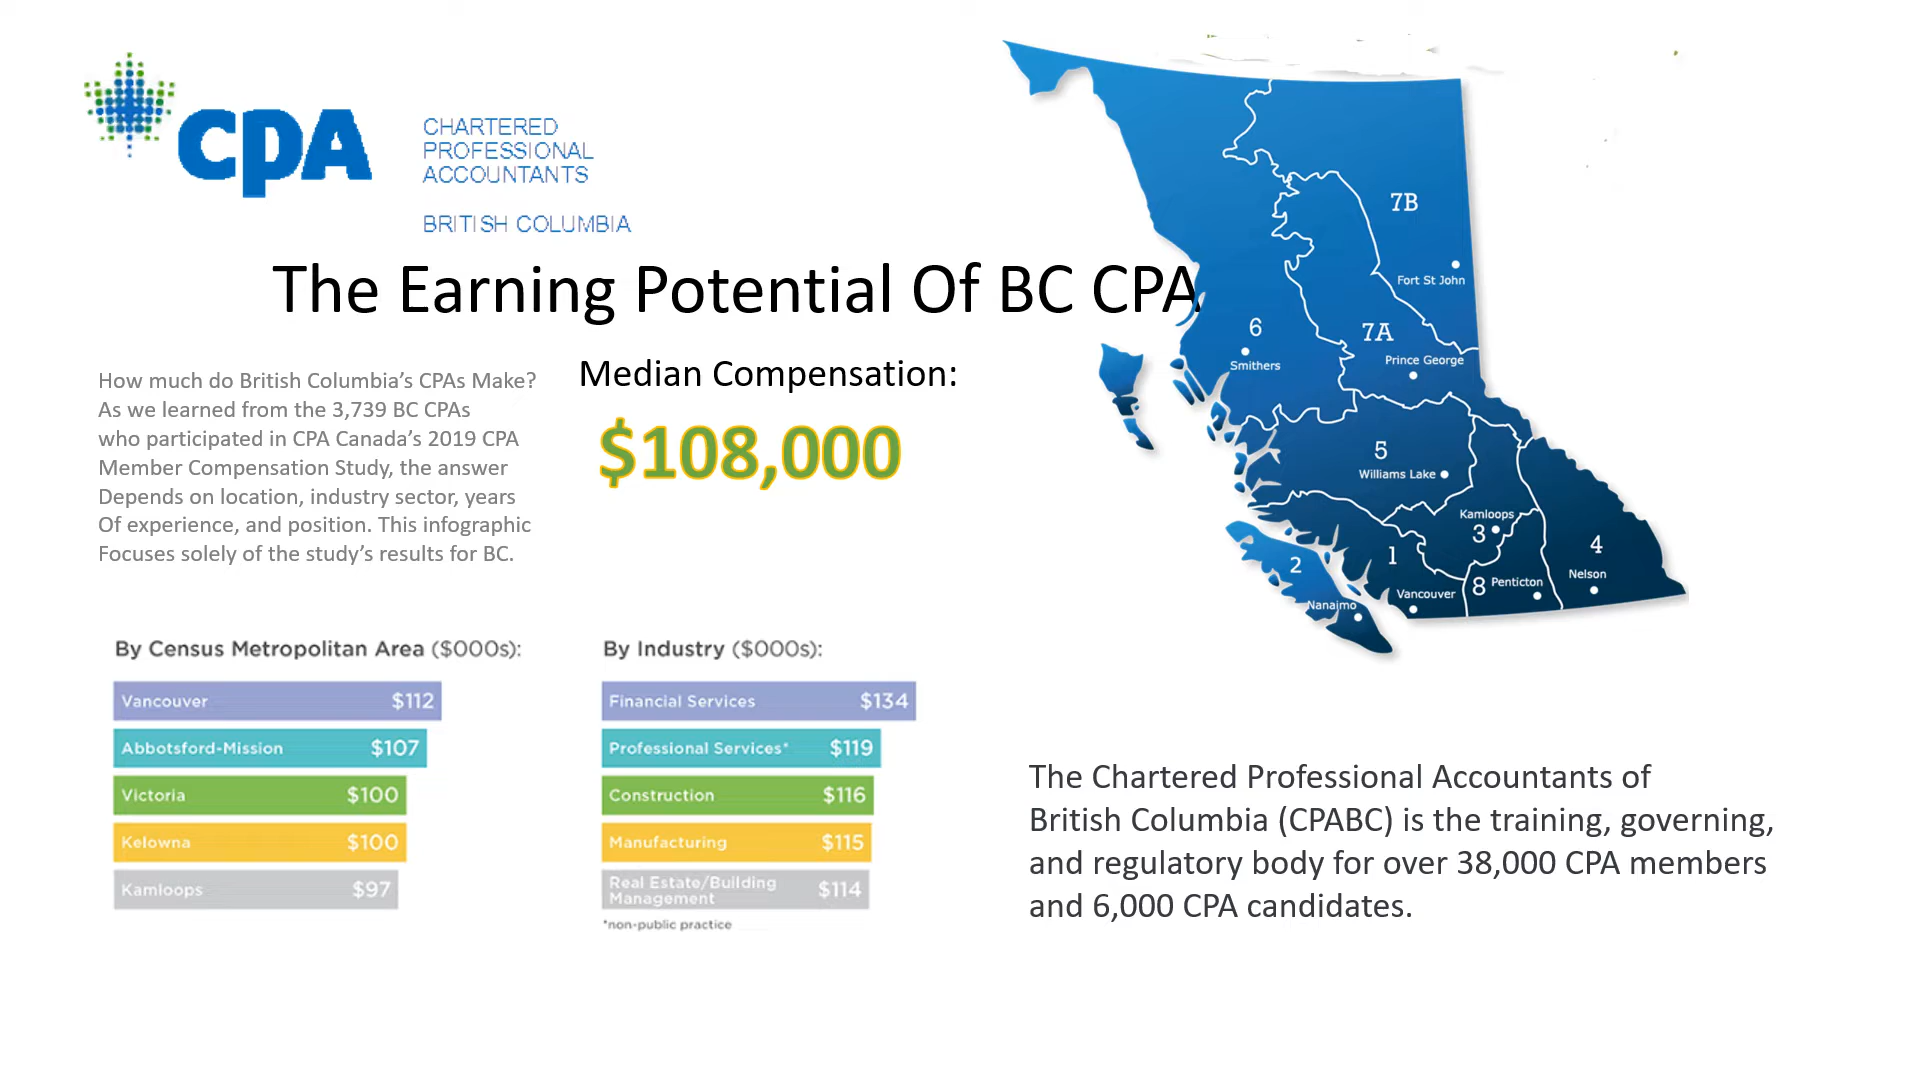 cpa
CHARTERED
PROFESSIONAL
ACCOUNTANTS
BRITISH COLUMBIA
The Earning Potential Of BC CPA
How much do British Columbia’s CPAs Make?
As we learned from the 3,739 BC CPAs
who participated in CPA Canada’s 2019 CPA
Member Compensation Study, the answer
Depends on location, industry sector, years
Of experience, and position. This infographic
Focuses solely of the study’s results for BC.
Median Compensation:
$108,000
By Census Metropolitan Area ($000s):
Vancouver $112
Abbotsford-Mission $107
Victoria $100
Kelowna $100
Kamloops $97
By Industry ($000s):
Financial Services $134
Professional Services* $119
Construction $116
Manufacturing $115
Real Estate/Building
Management $114
*non-public practice
7B
Fort St John
6
Smithers
7A
Prince George
5
Williams Lake
Kamloops
3
4
Nelson
1
Vancouver
8 Penticton
2
Nanaimo
The Chartered Professional Accountants of
British Columbia (CPABC) is the training, governing,
and regulatory body for over 38,000 CPA members
and 6,000 CPA candidates.